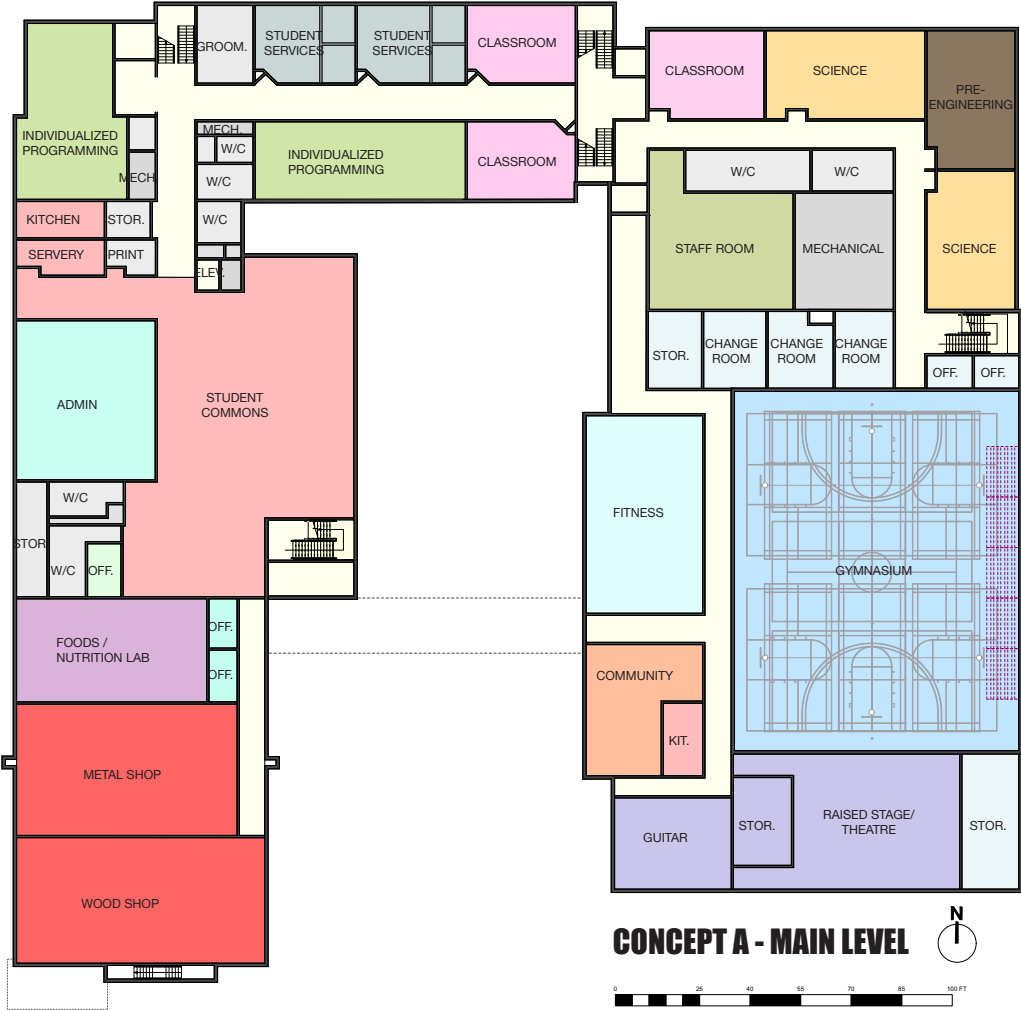 GROOM.
STUDENT
SERVICES
STUDENT
SERVICES
CLASSROOM
CLASSROOM
SCIENCE
PRE-
ENGINEERING
INDIVIDUALIZED
PROGRAMMING
MECH.
W/C
MECH.
W/C
INDIVIDUALIZED
PROGRAMMING
CLASSROOM
W/C
W/C
KITCHEN
STOR.
W/C
SERVERY
PRINT
ELEV.
STAFF ROOM
MECHANICAL
SCIENCE
STOR.
CHANGE
ROOM
CHANGE
ROOM
CHANGE
ROOM
OFF.
OFF.
ADMIN
STUDENT
COMMONS
W/C
STOR.
W/C
OFF.
FITNESS
GYMNASIUM
FOODS /
NUTRITION LAB
OFF.
OFF.
COMMUNITY
KIT.
METAL SHOP
GUITAR
STOR.
RAISED STAGE/
THEATRE
STOR.
WOOD SHOP
CONCEPT A - MAIN LEVEL
N
0 25 40 55 70 85 100 FT